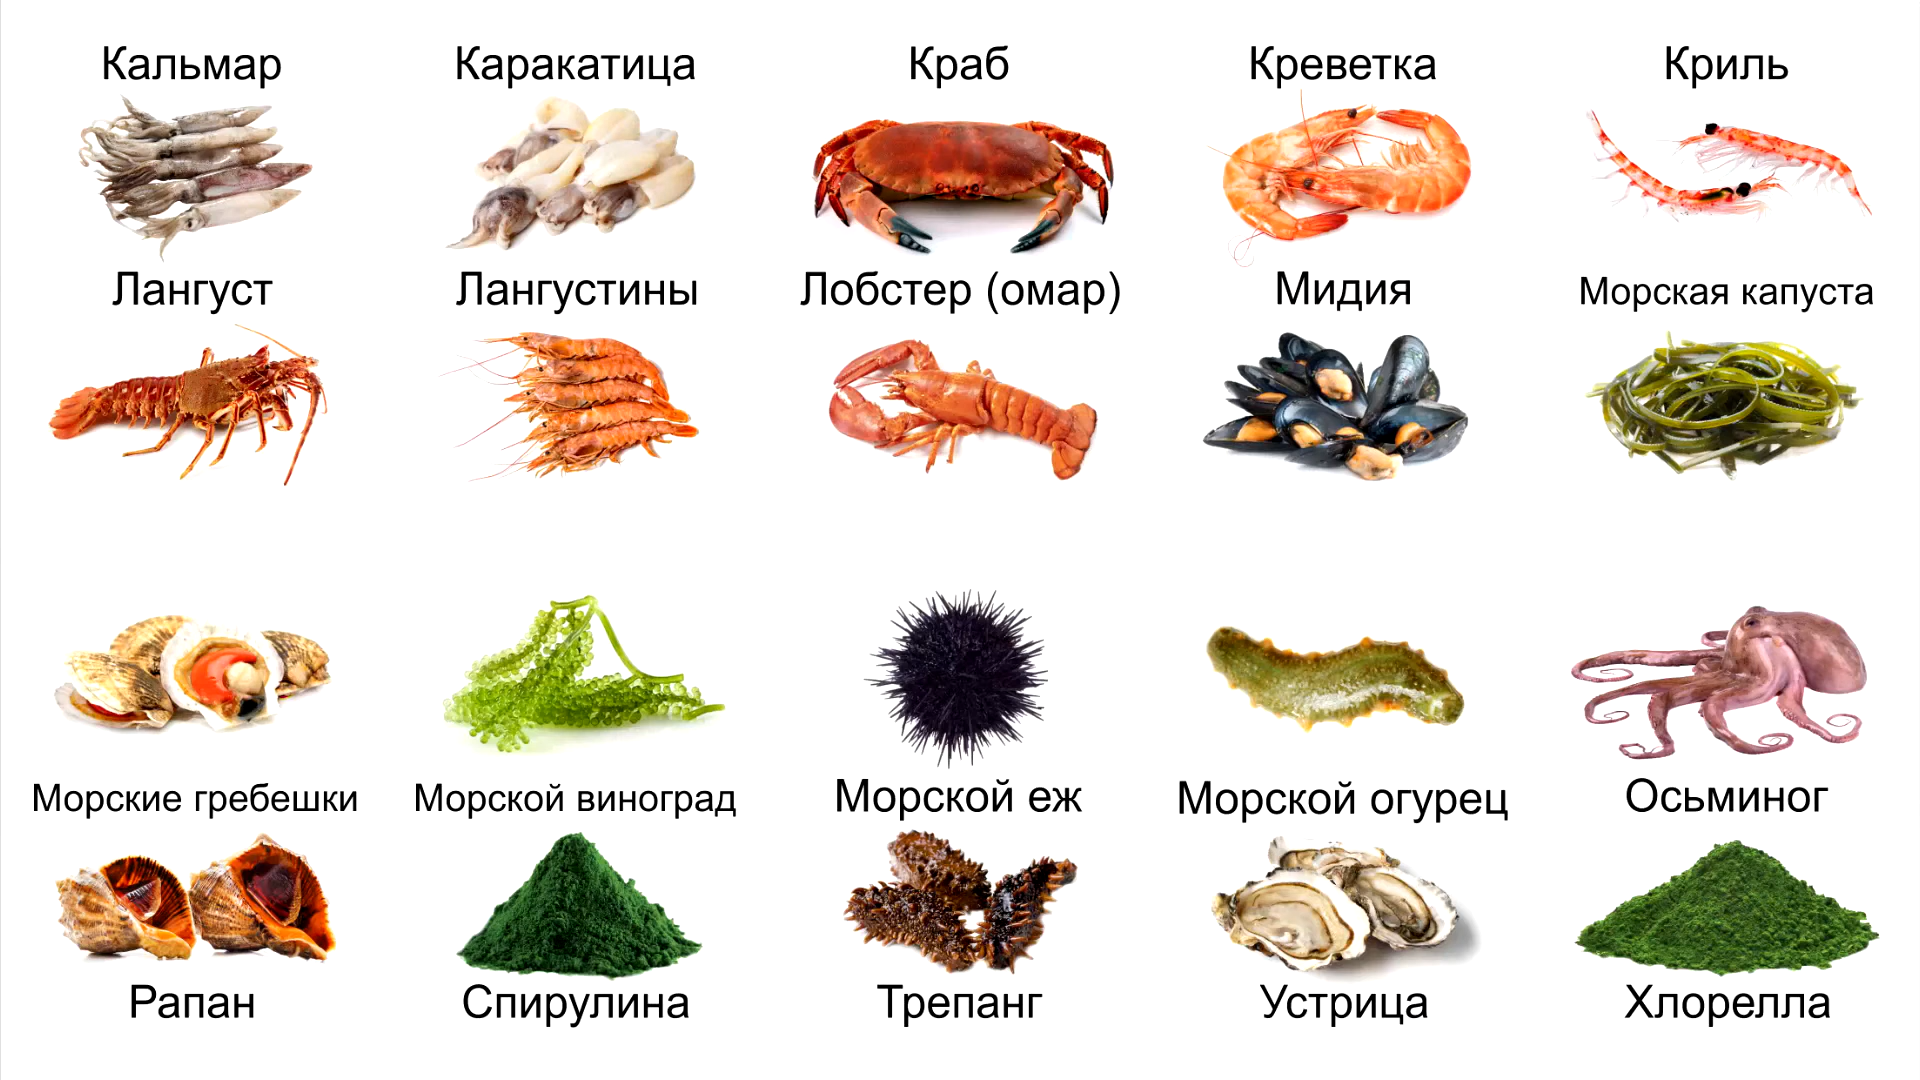 Кальмар
Каракатица
Краб
Креветка
Криль
Лангуст
Лангустины
Лобстер (омар)
Мидия
Морская капуста
Морские гребешки
Морской виноград
Морской еж
Морской огурец
Осьминог
Рапан
Спирулина
Трепанг
Устрица
Хлорелла